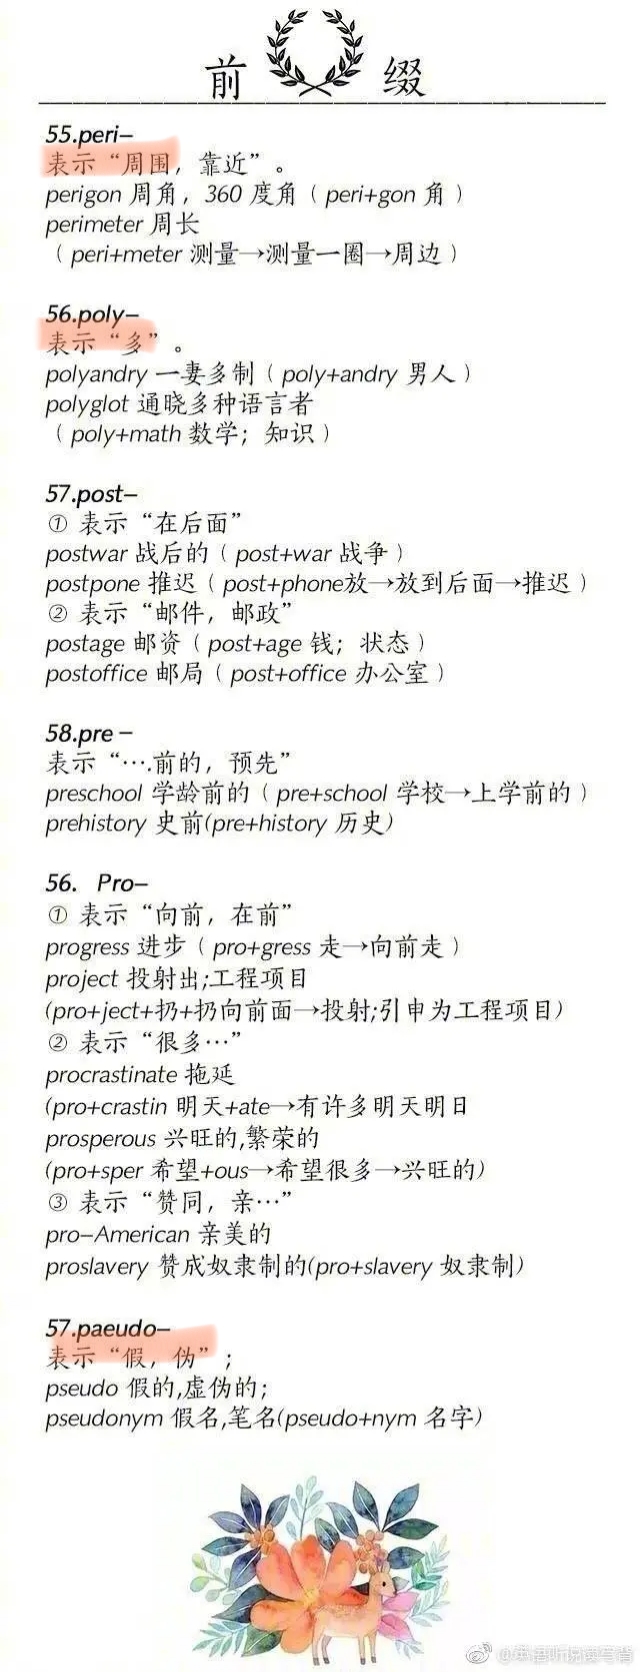 前 缀
55.peri-
表示“周围，靠近”。
perigon 周角，360 度角（peri+gon 角）
perimeter 周长
（peri+meter 测量→测量一圈→周边）
56.poly-
表示“多”。
polyandry 一妻多制（poly+andry 男人）
polyglot 通晓多种语言者
（poly+math 数学；知识）
57.post-
① 表示“在后面”
postwar 战后的（post+war 战争）
postpone 推迟（post+phone放→放到后面→推迟）
② 表示“邮件，邮政”
postage 邮资（post+age 钱；状态）
postoffice 邮局（post+office 办公室）
58.pre-
表示“….前的，预先”
preschool 学龄前的（pre+school 学校→上学前的）
prehistory 史前(pre+history 历史)
56. Pro-
① 表示“向前，在前”
progress 进步（pro+gress 走→向前走）
project 投射出;工程项目
(pro+ject+扔+扔向前面→投射;引申为工程项目)
② 表示“很多…”
procrastinate 拖延
(pro+crastin 明天+ate→有许多明天明日
prosperous 兴旺的,繁荣的
(pro+sper 希望+ous→希望很多→兴旺的)
③ 表示“赞同，亲…”
pro-American 亲美的
proslavery 赞成奴隶制的(pro+slavery 奴隶制)
57.paeudo-
表示“假，伪”；
pseudo 假的,虚伪的；
pseudonym 假名,笔名(pseudo+nym 名字)
@英语听说读写背